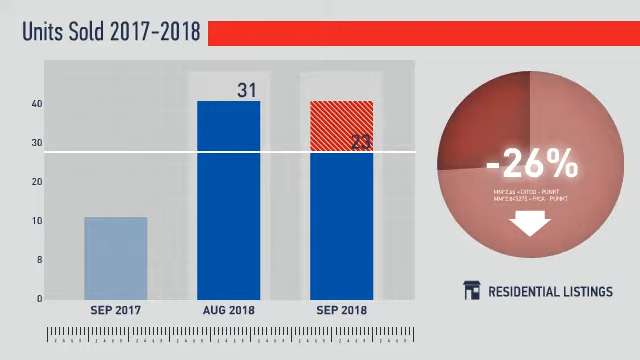 Units Sold 2017-2018
40
30
20
10
8
0
31
23
SEP 2017
AUG 2018
SEP 2018
-26%
RESIDENTIAL LISTINGS